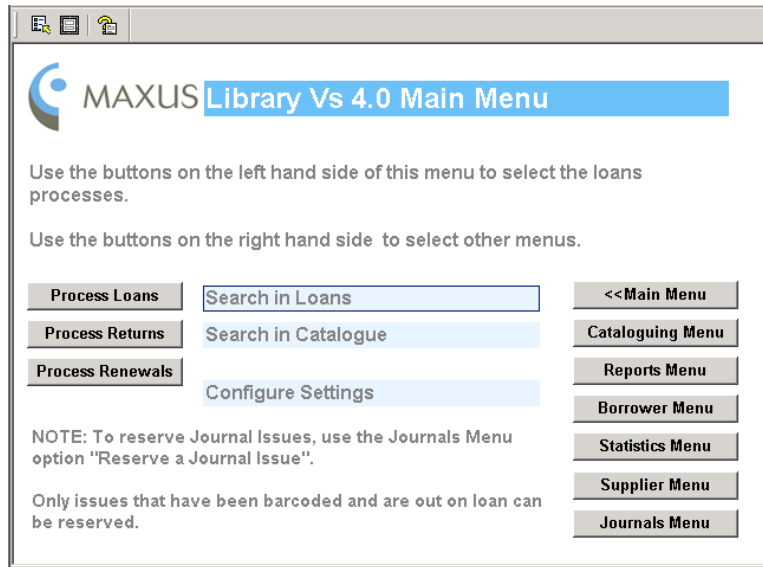 MAXUS Library Vs 4.0 Main Menu
Use the buttons on the left hand side of this menu to select the loans
processes.
Use the buttons on the right hand side  to select other menus.
Process Loans
Search in Loans
<<Main Menu
Process Returns
Search in Catalogue
Cataloguing Menu
Process Renewals
Reports Menu
Configure Settings
Borrower Menu
NOTE: To reserve Journal Issues, use the Journals Menu
option "Reserve a Journal Issue".
Statistics Menu
Only issues that have been barcoded and are out on loan can
be reserved.
Supplier Menu
Journals Menu